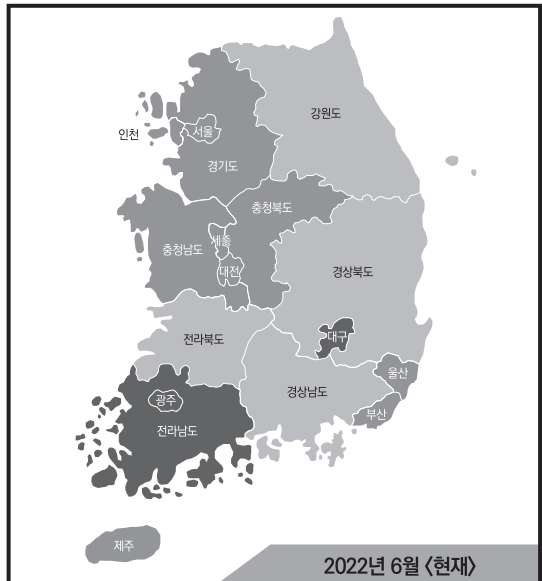 강원도
인천
서울
경기도
충청북도
세종
충청남도
대전
경상북도
전라북도
대구
울산
경상남도
광주
부산
전라남도
제주
2022년 6월 〈현재〉